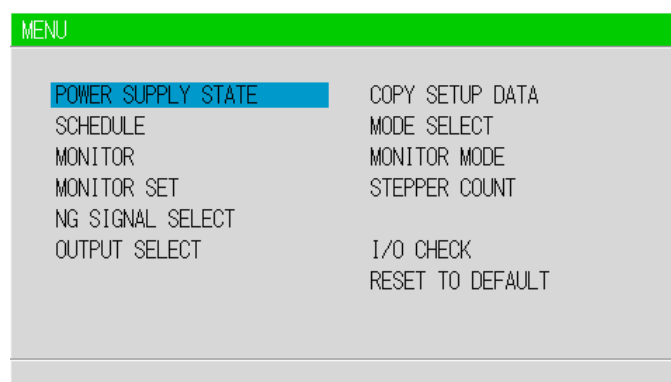 MENU
POWER SUPPLY STATE
SCHEDULE
MONITOR
MONITOR SET
NG SIGNAL SELECT
OUTPUT SELECT
COPY SETUP DATA
MODE SELECT
MONITOR MODE
STEPPER COUNT
I/O CHECK
RESET TO DEFAULT